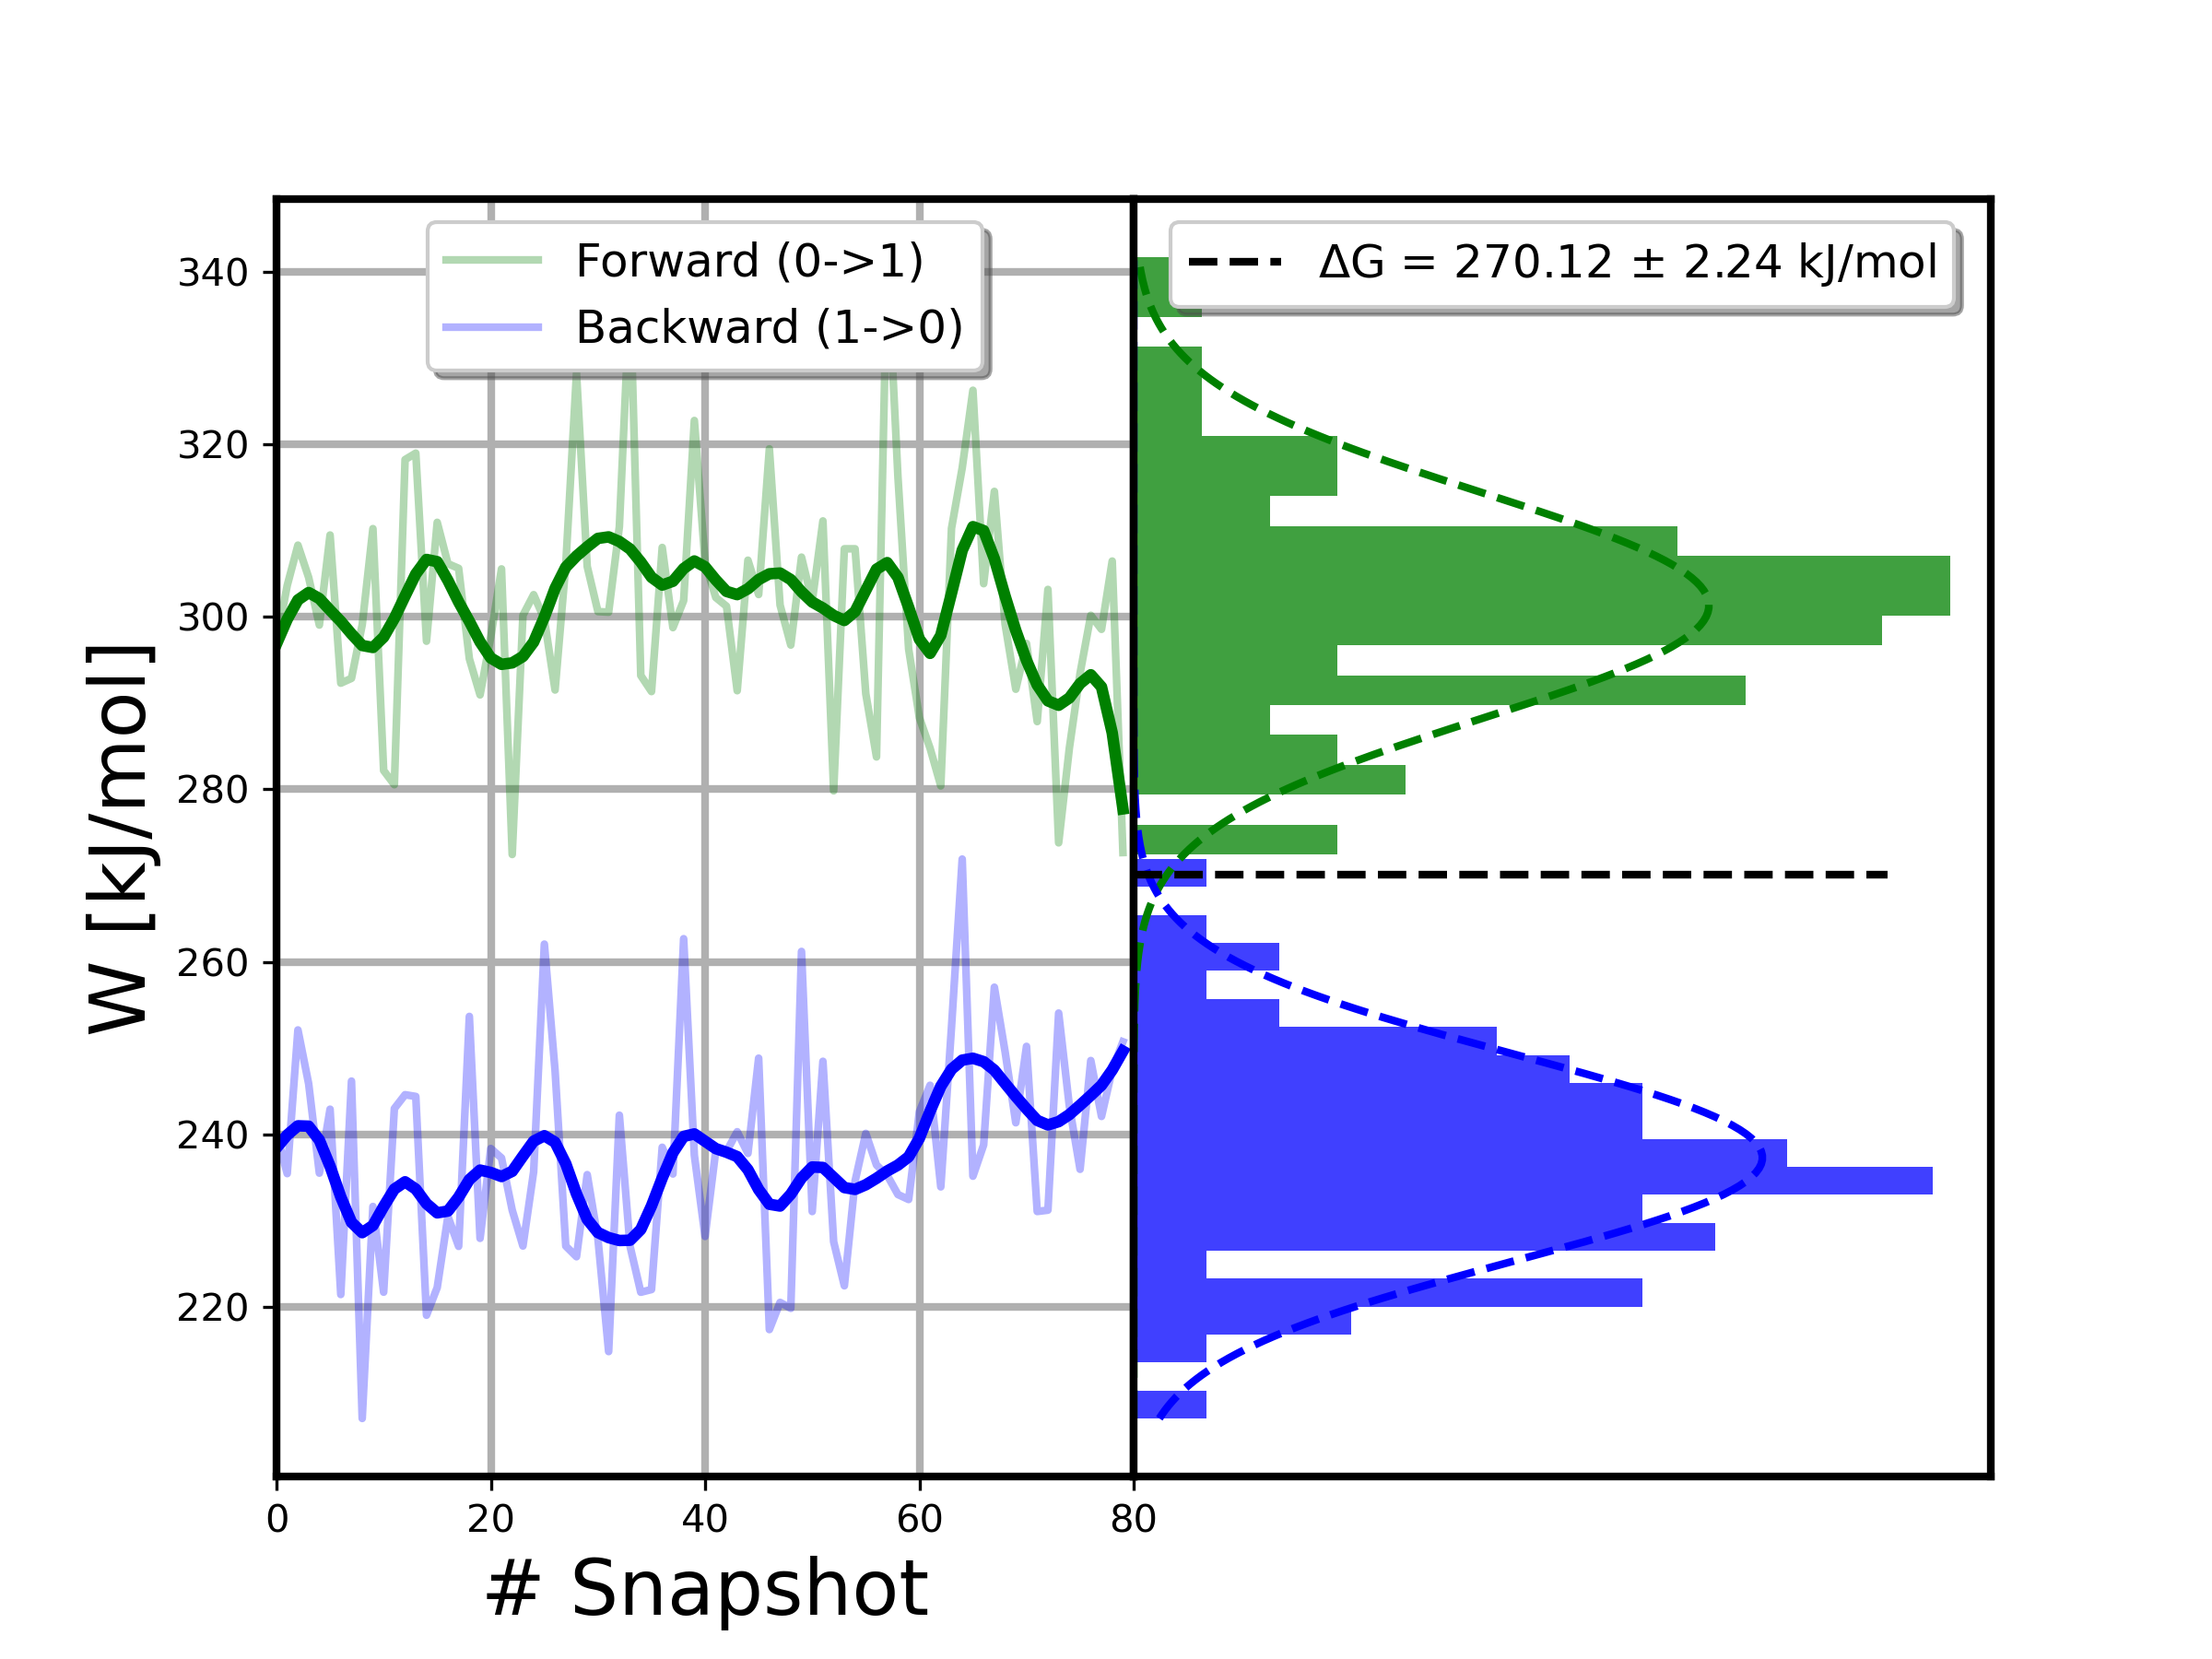 Forward (0->1)
Backward (1->0)
ΔG = 270.12 ± 2.24 kJ/mol
340
320
300
280
260
240
220
W [kJ/mol]
0 20 40 60 80
# Snapshot